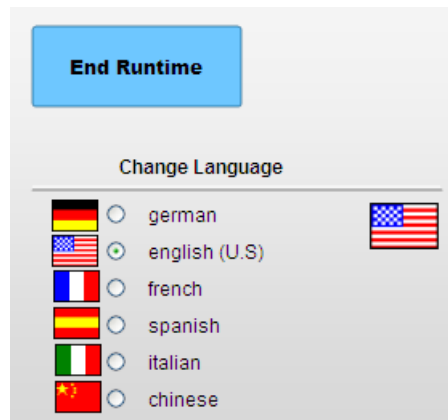 End Runtime
Change Language
german
english (U.S)
french
spanish
italian
chinese